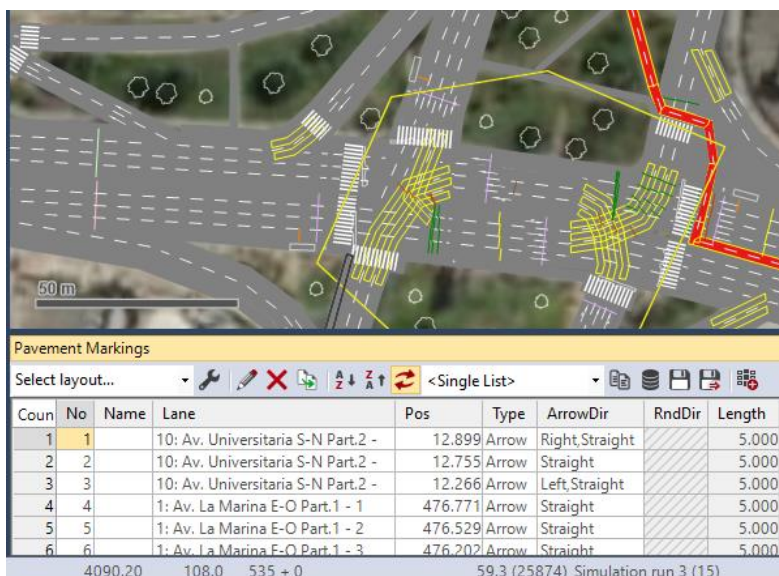 50 m
Pavement Markings
Select layout... <Single List>
Coun No Name Lane Pos Type ArrowDir RndDir Length
1 1 10: Av. Universitaria S-N Part.2 - 12.899 Arrow Right,Straight 5.000
2 2 10: Av. Universitaria S-N Part.2 - 12.755 Arrow Straight 5.000
3 3 10: Av. Universitaria S-N Part.2 - 12.266 Arrow Left,Straight 5.000
4 4 1: Av. La Marina E-O Part.1 - 1 476.771 Arrow Straight 5.000
5 5 1: Av. La Marina E-O Part.1 - 2 476.529 Arrow Straight 5.000
6 6 1: Av. La Marina E-O Part.1 - 3 476.202 Arrow Straight 5.000
4090.20 108.0 535 + 0 59.3 (25874) Simulation run 3 (15)